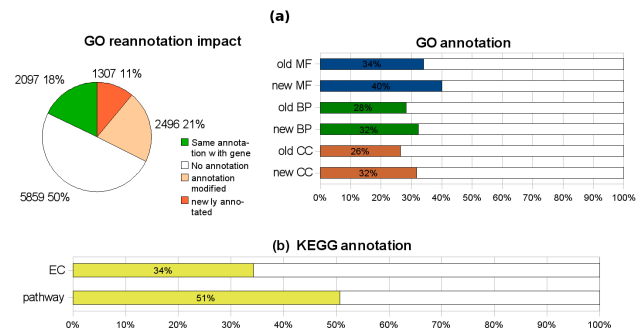 (a)
GO reannotation impact
2097 18%
1307 11%
2496 21%
5859 50%
Same annota-
tion with gene
No annotation
annotation
modified
newly anno-
tated
GO annotation
old MF
34%
new MF
40%
old BP
28%
new BP
32%
old CC
26%
new CC
32%
0% 10% 20% 30% 40% 50% 60% 70% 80% 90% 100%
(b) KEGG annotation
EC
34%
pathway
51%
0% 10% 20% 30% 40% 50% 60% 70% 80% 90% 100%